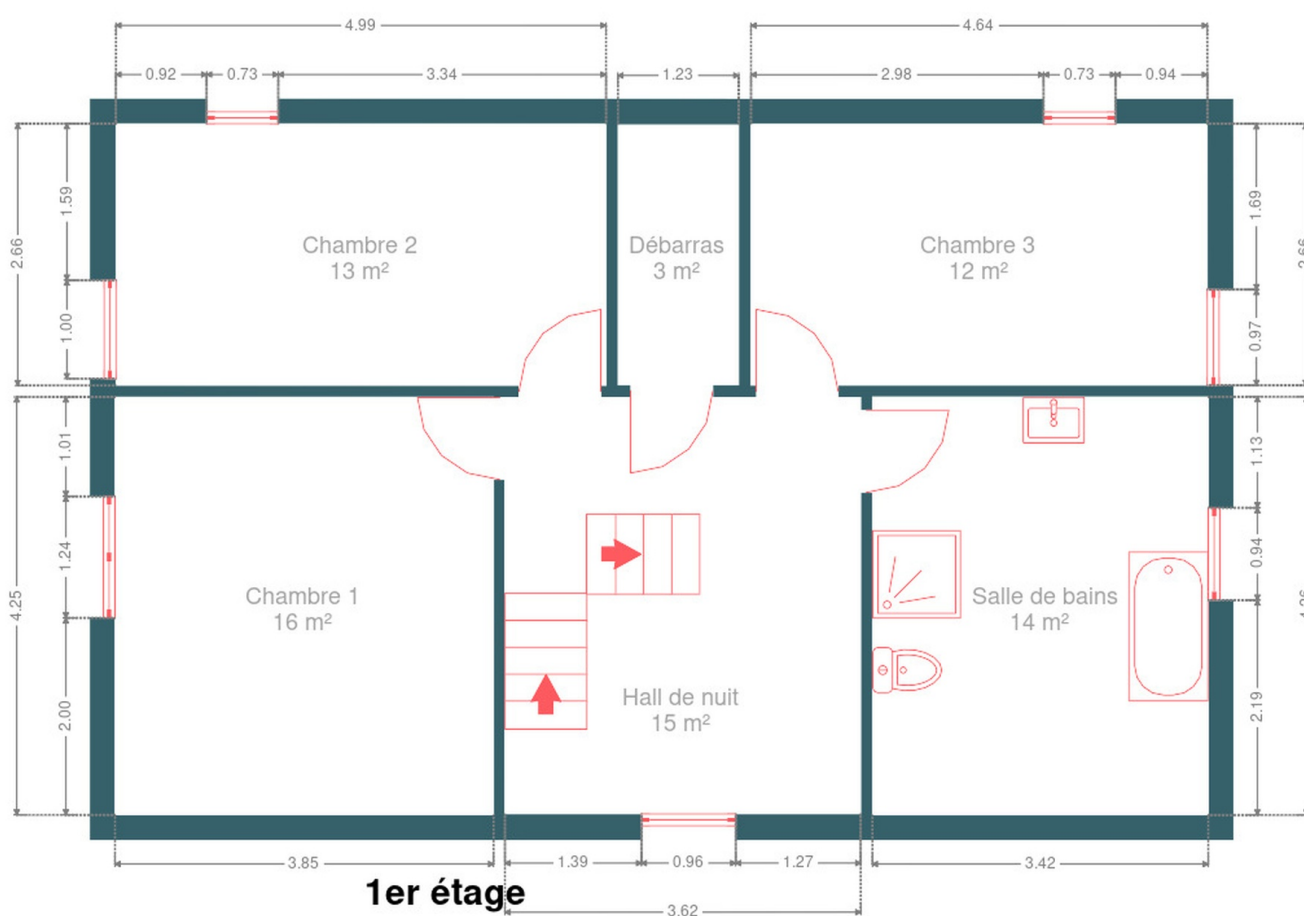 4.99
4.64
0.92
0.73
3.34
1.23
2.98
0.73
0.94
2.66
1.59
1.00
Chambre 2
13 m²
Débarras
3 m²
Chambre 3
12 m²
1.69
0.97
4.25
1.01
1.24
2.00
Chambre 1
16 m²
Hall de nuit
15 m²
Salle de bains
14 m²
1.13
0.94
2.19
3.85
1.39
0.96
1.27
3.42
1er étage
3.62